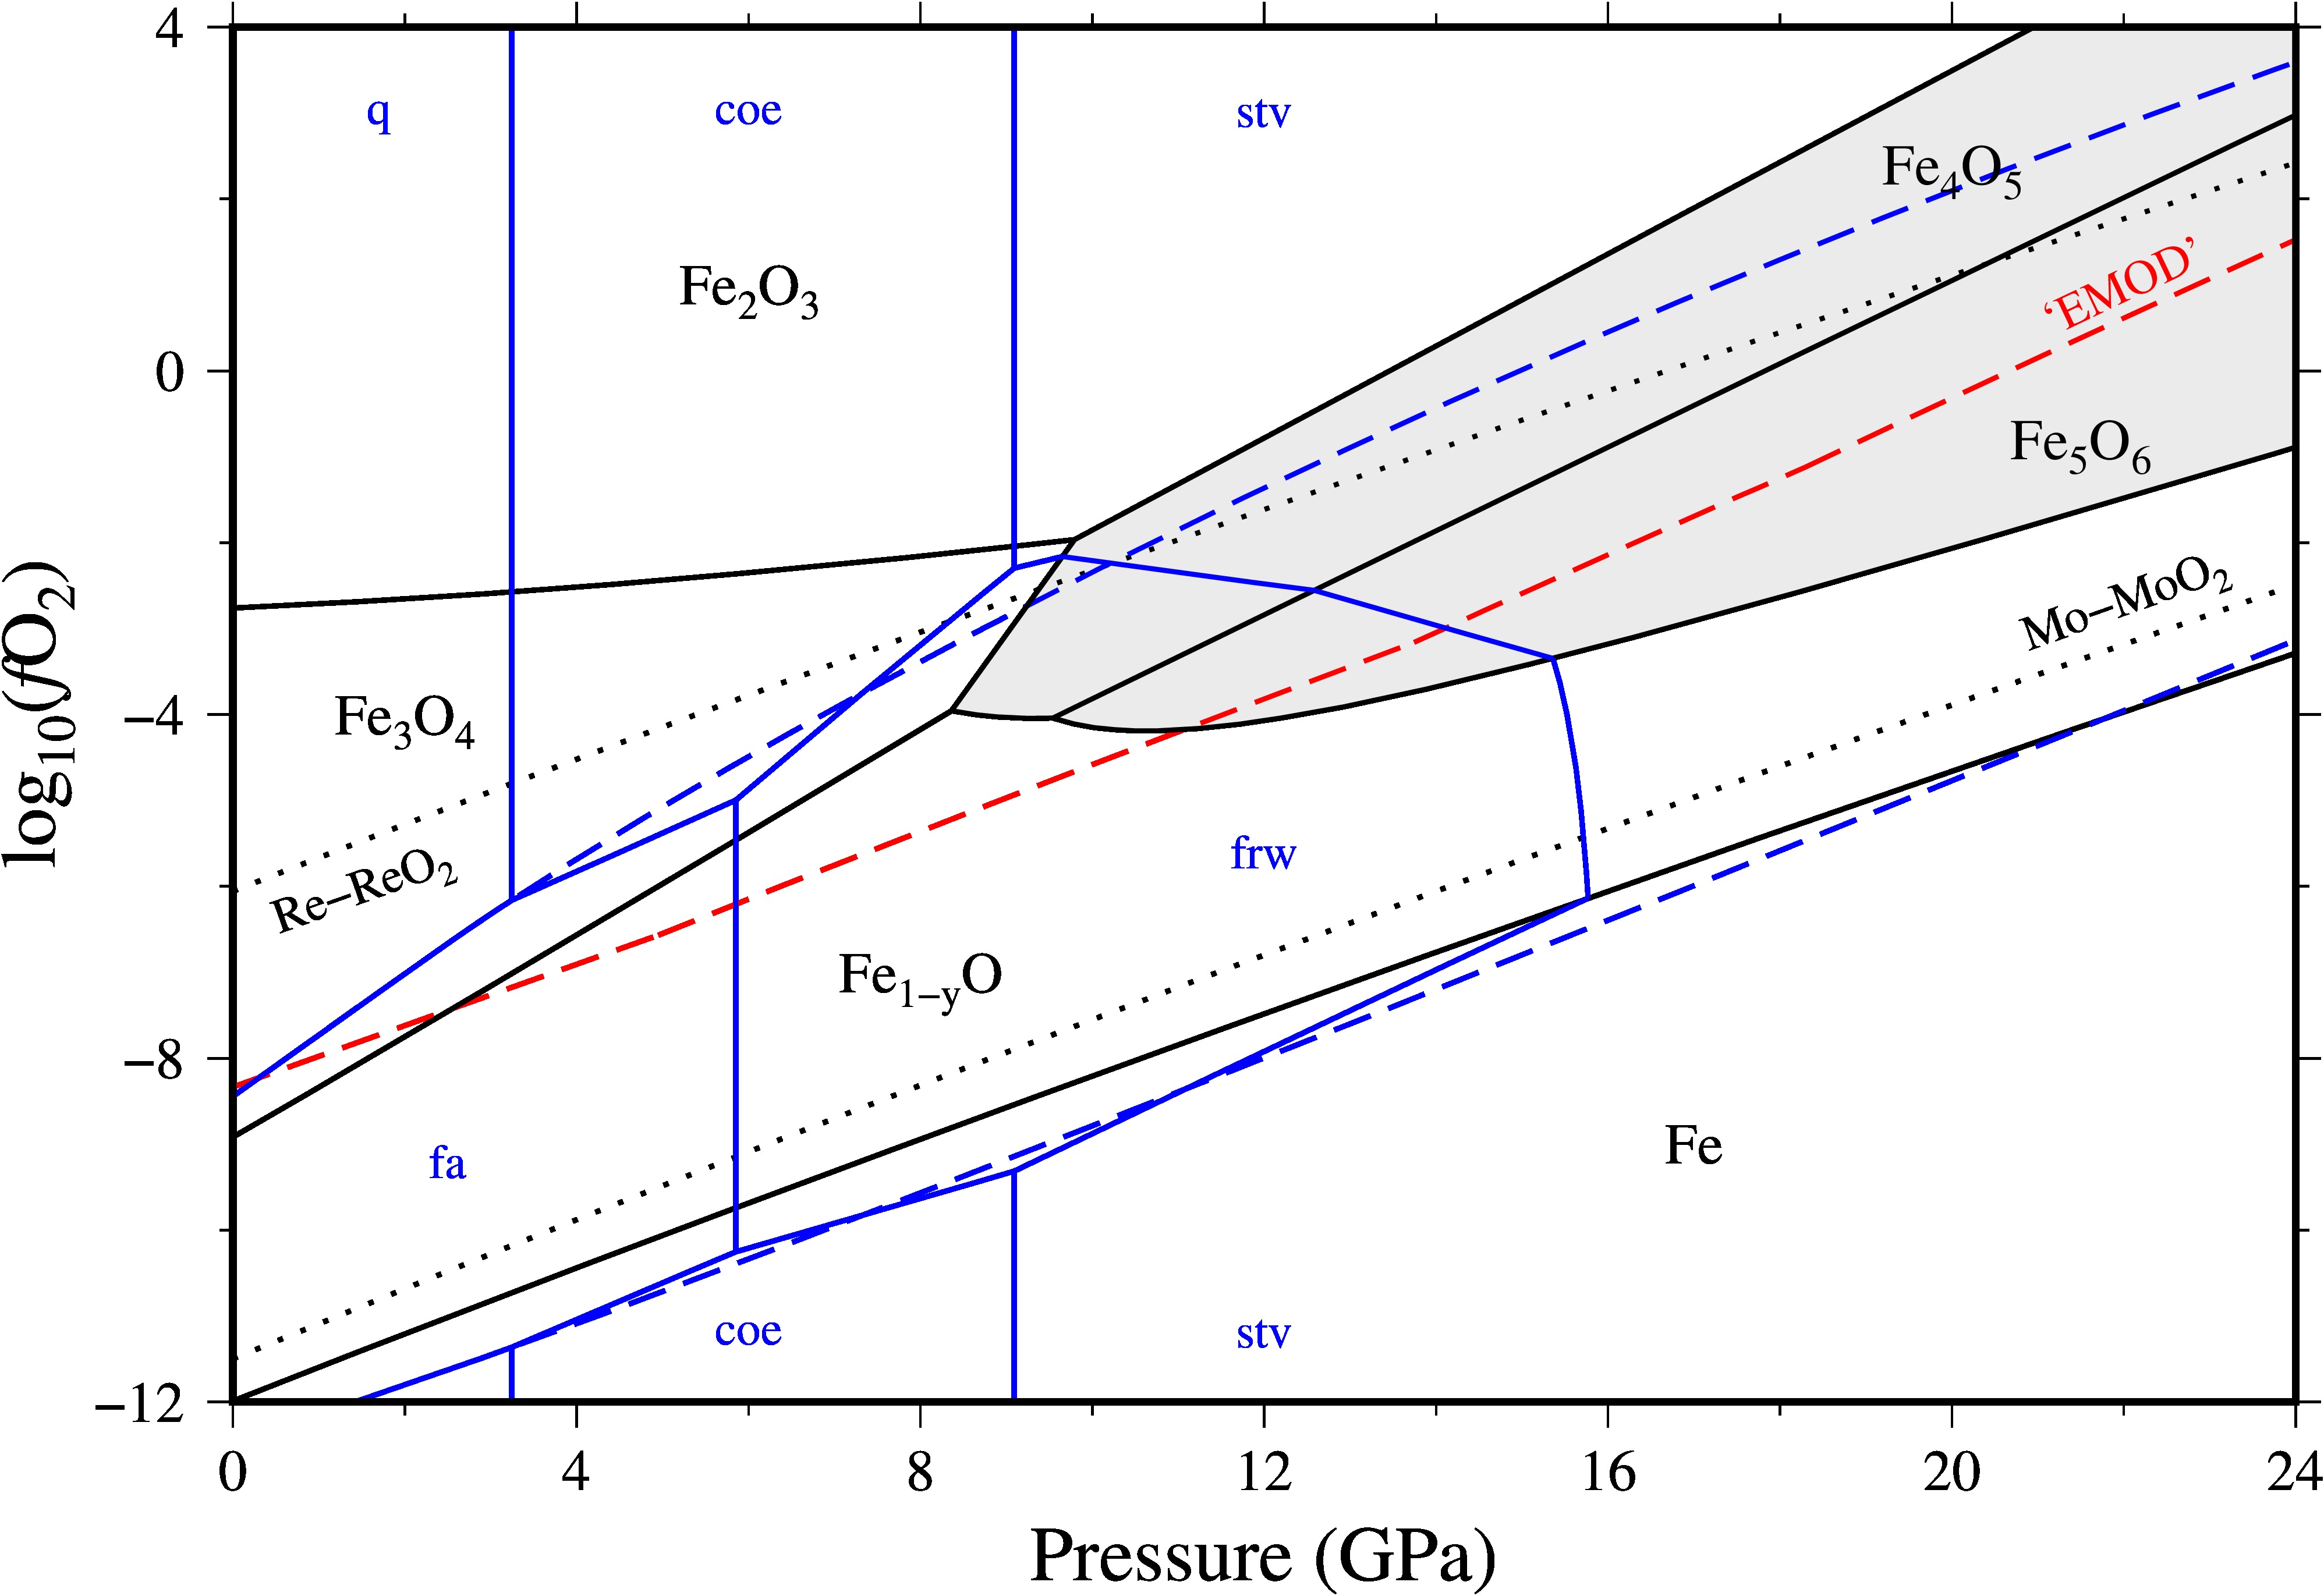 4
0
−4
−8
−12
log₁₀(fO₂)
q
coe
stv
Fe₂O₃
Fe₄O₅
‘EMOD’
Fe₅O₆
Mo–MoO₂
Fe₃O₄
Re–ReO₂
frw
Fe₁₋yO
fa
Fe
coe
stv
0 4 8 12 16 20 24
Pressure (GPa)